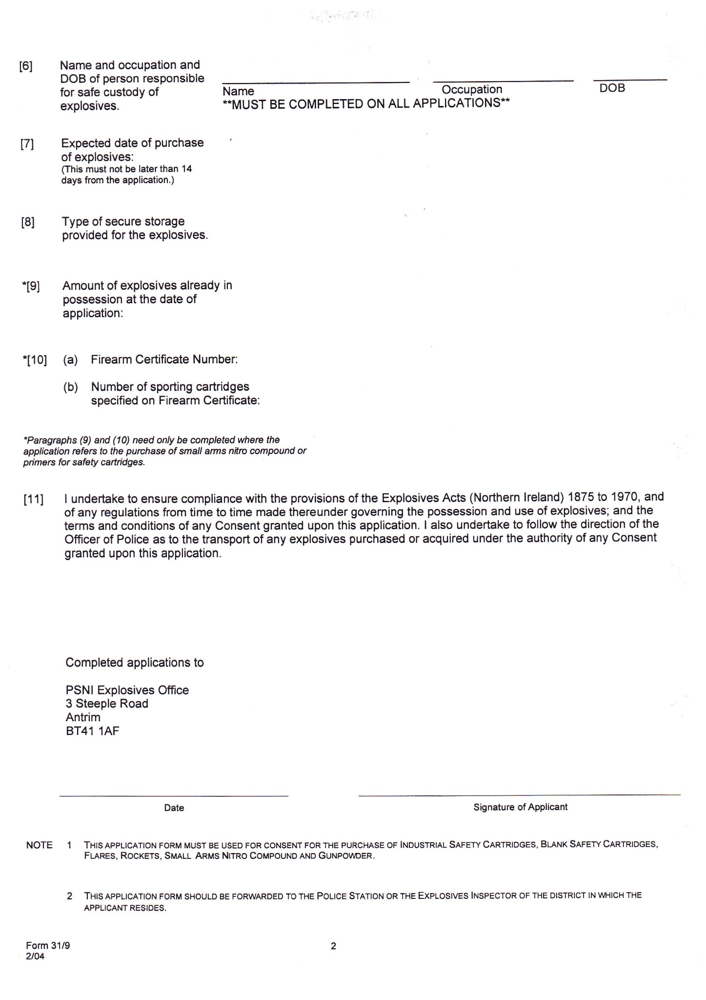 [6] Name and occupation and
DOB of person responsible
for safe custody of
explosives.
Name Occupation DOB
**MUST BE COMPLETED ON ALL APPLICATIONS**
[7] Expected date of purchase
of explosives:
(This must not be later than 14
days from the application.)
[8] Type of secure storage
provided for the explosives.
*[9] Amount of explosives already in
possession at the date of
application:
*[10] (a) Firearm Certificate Number:
(b) Number of sporting cartridges
specified on Firearm Certificate:
*Paragraphs (9) and (10) need only be completed where the
application refers to the purchase of small arms nitro compound or
primers for safety cartridges.
[11] I undertake to ensure compliance with the provisions of the Explosives Acts (Northern Ireland) 1875 to 1970, and
of any regulations from time to time made thereunder governing the possession and use of explosives; and the
terms and conditions of any Consent granted upon this application. I also undertake to follow the direction of the
Officer of Police as to the transport of any explosives purchased or acquired under the authority of any Consent
granted upon this application.
Completed applications to
PSNI Explosives Office
3 Steeple Road
Antrim
BT41 1AF
Date Signature of Applicant
NOTE 1 THIS APPLICATION FORM MUST BE USED FOR CONSENT FOR THE PURCHASE OF INDUSTRIAL SAFETY CARTRIDGES, BLANK SAFETY CARTRIDGES,
FLARES, ROCKETS, SMALL ARMS NITRO COMPOUND AND GUNPOWDER.
2 THIS APPLICATION FORM SHOULD BE FORWARDED TO THE POLICE STATION OR THE EXPLOSIVES INSPECTOR OF THE DISTRICT IN WHICH THE
APPLICANT RESIDES.
Form 31/9 2
2/04